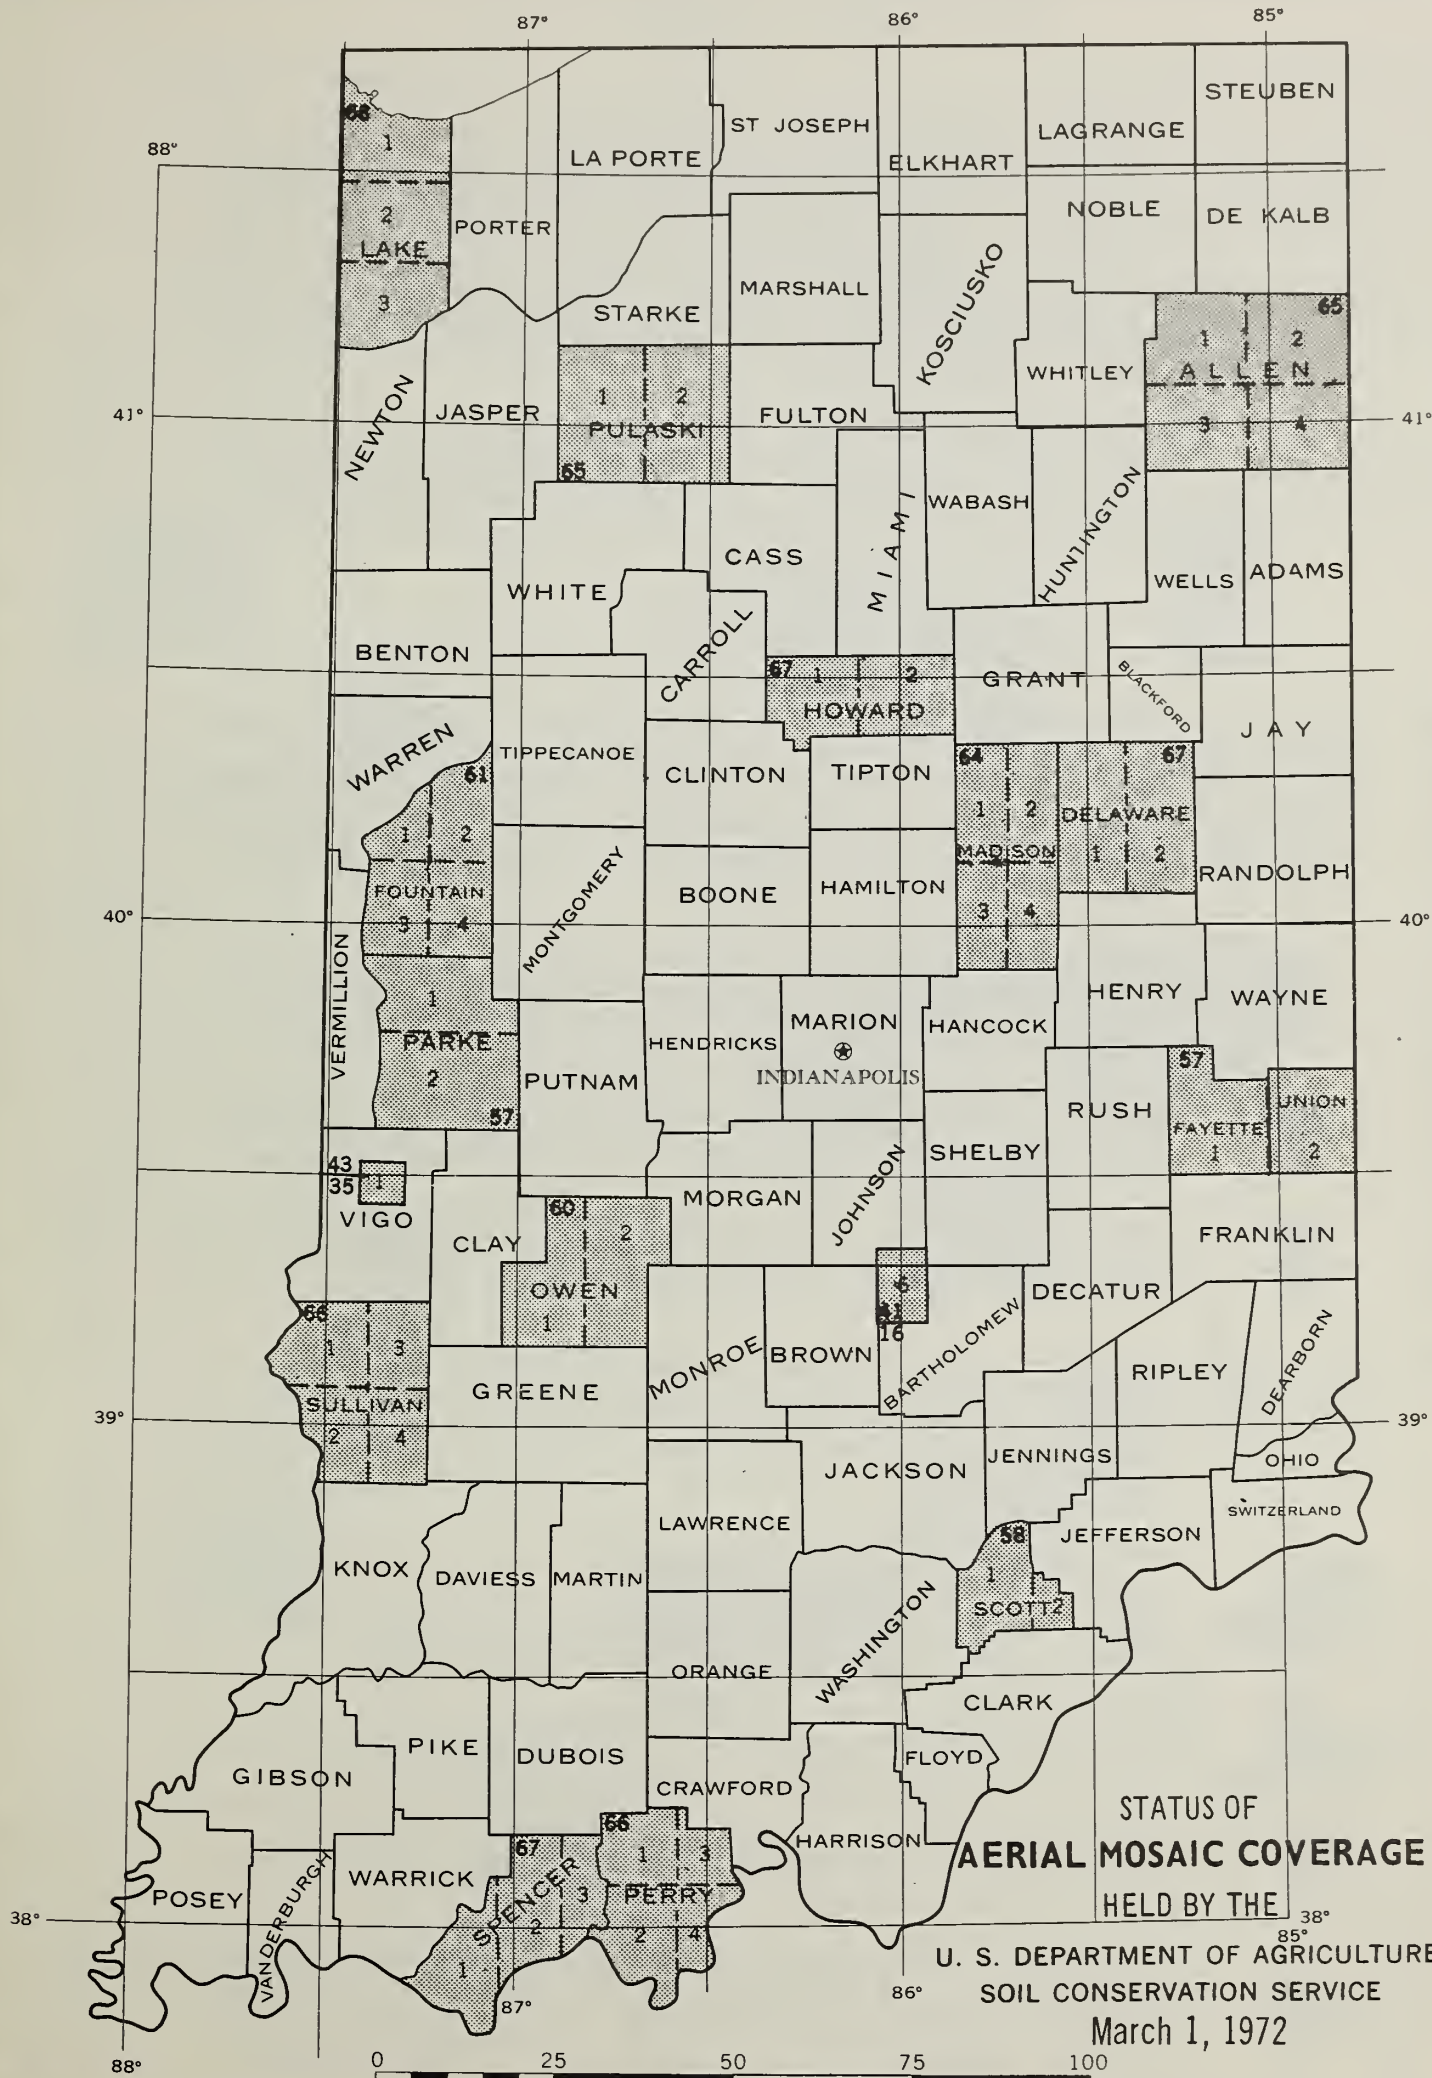 87°
86°
85°
STEUBEN
ST JOSEPH
LAGRANGE
68
1
88°
LA PORTE
ELKHART
2
PORTER
NOBLE
DE KALB
LAKE
MARSHALL
KOSCIUSKO
3
STARKE
65
1
2
WHITLEY
ALLEN
1
2
JASPER
FULTON
41°
PULASKI
3
4
41°
NEWTON
65
WABASH
HUNTINGTON
MIAMI
CASS
WHITE
WELLS
ADAMS
BENTON
CARROLL
67
1
2
GRANT
BLACKFORD
HOWARD
JAY
WARREN
TIPPECANOE
CLINTON
TIPTON
64
67
61
1
2
DELAWARE
1
2
MADISON
1
2
FOUNTAIN
MONTGOMERY
BOONE
HAMILTON
RANDOLPH
3
4
3
4
40°
40°
VERMILLION
1
HENRY
WAYNE
PARKE
HENDRICKS
MARION
HANCOCK
INDIANAPOLIS
2
PUTNAM
57
UNION
57
RUSH
FAYETTE
1
2
SHELBY
43
35
1
VIGO
MORGAN
JOHNSON
60
2
CLAY
FRANKLIN
OWEN
1
6
41
16
DECATUR
66
1
3
MONROE
BROWN
BARTHOLOMEW
RIPLEY
DEARBORN
GREENE
SULLIVAN
39°
39°
2
4
JACKSON
JENNINGS
OHIO
LAWRENCE
SWITZERLAND
58
JEFFERSON
KNOX
DAVIESS
MARTIN
1
SCOTT 2
WASHINGTON
ORANGE
CLARK
PIKE
DUBOIS
FLOYD
GIBSON
CRAWFORD
66
HARRISON
67
1
3
WARRICK
SPENCER
3
PERRY
POSEY
VANDERBURGH
2
2
4
38°
1
87°
STATUS OF
AERIAL MOSAIC COVERAGE
HELD BY THE
38°
85°
U. S. DEPARTMENT OF AGRICULTURE
SOIL CONSERVATION SERVICE
86°
March 1, 1972
88°
0
25
50
75
100